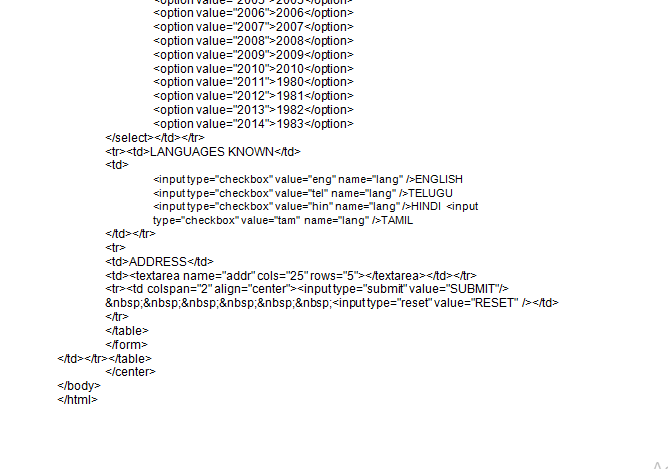 <option value="2005">2005</option>
<option value="2006">2006</option>
<option value="2007">2007</option>
<option value="2008">2008</option>
<option value="2009">2009</option>
<option value="2010">2010</option>
<option value="2011">1980</option>
<option value="2012">1981</option>
<option value="2013">1982</option>
<option value="2014">1983</option>
</select></td></tr>
<tr><td>LANGUAGES KNOWN</td>
<td>
<input type="checkbox" value="eng" name="lang" />ENGLISH
<input type="checkbox" value="tel" name="lang" />TELUGU
<input type="checkbox" value="hin" name="lang" />HINDI <input
type="checkbox" value="tam" name="lang" />TAMIL
</td></tr>
<tr>
<td>ADDRESS</td>
<td><textarea name="addr" cols="25" rows="5"></textarea></td></tr>
<tr><td colspan="2" align="center"><input type="submit" value="SUBMIT"/>
&nbsp;&nbsp;&nbsp;&nbsp;&nbsp;&nbsp;<input type="reset" value="RESET" /></td>
</tr>
</table>
</form>
</td></tr></table>
</center>
</body>
</html>